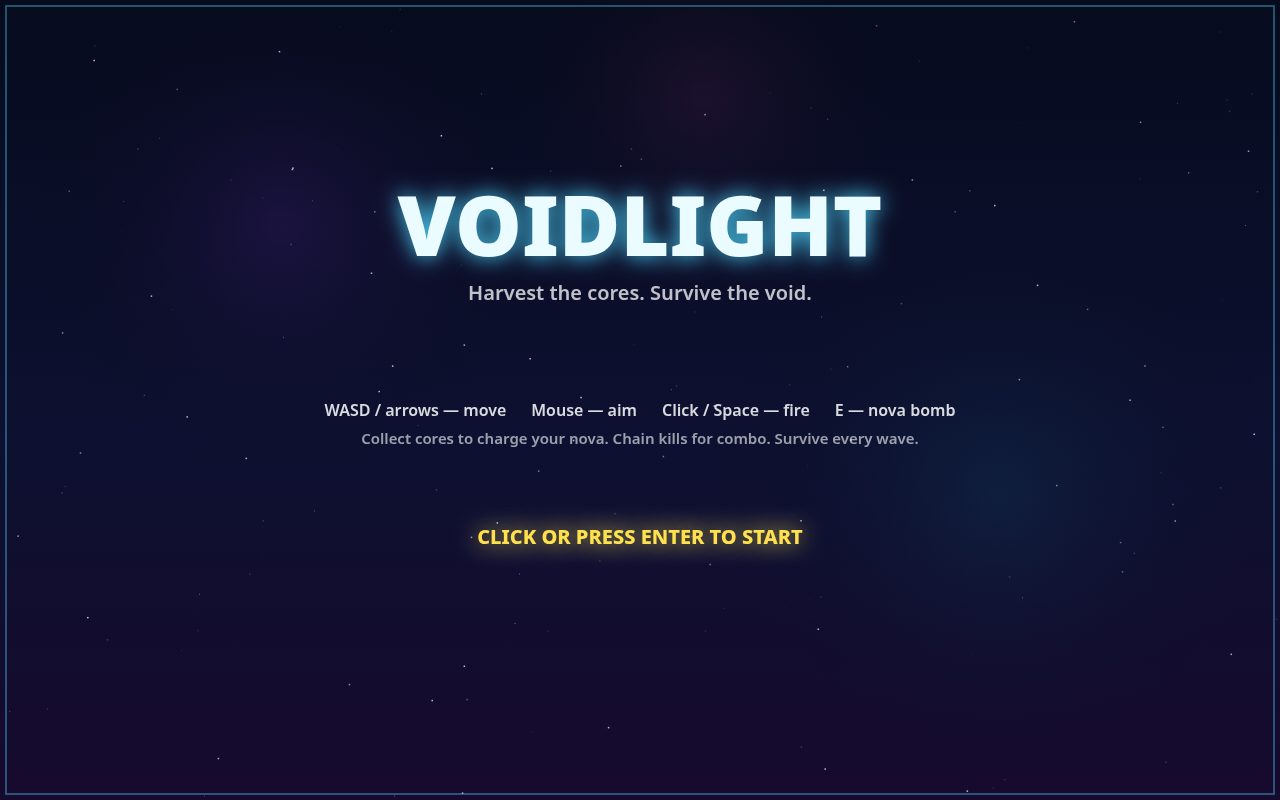 VOIDLIGHT
Harvest the cores. Survive the void.
WASD / arrows — move Mouse — aim Click / Space — fire E — nova bomb
Collect cores to charge your nova. Chain kills for combo. Survive every wave.
CLICK OR PRESS ENTER TO START